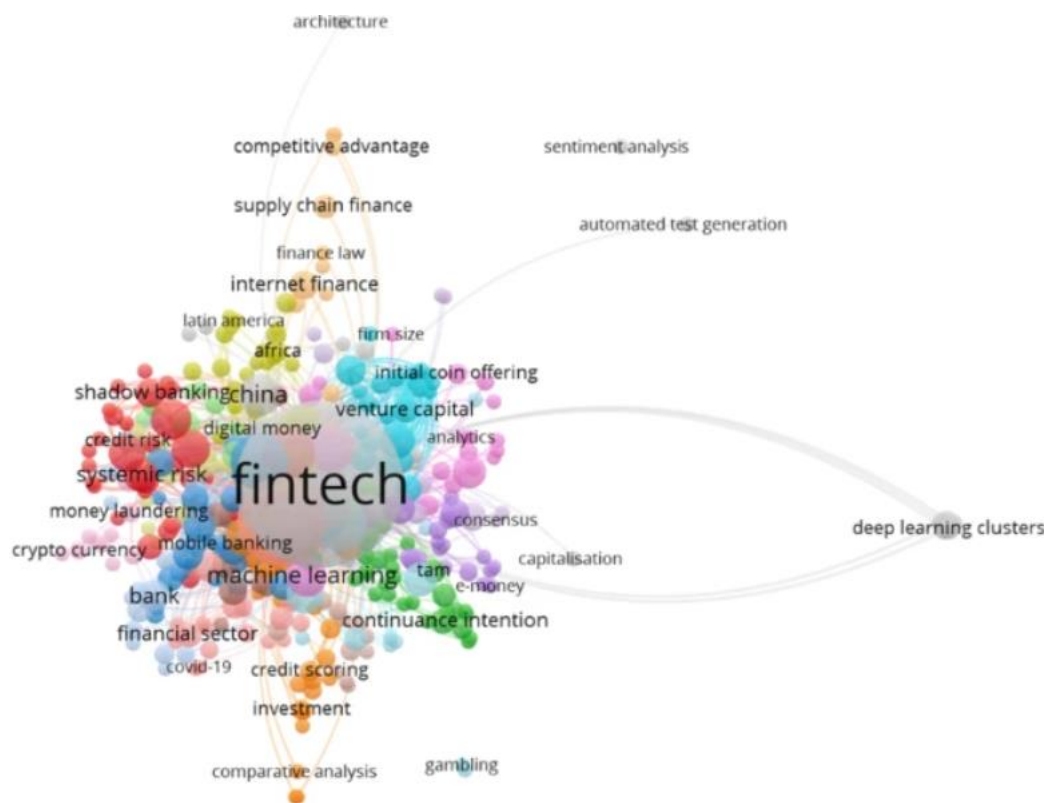 architecture
competitive advantage
sentiment analysis
supply chain finance
automated test generation
finance law
internet finance
latin america
firm size
africa
initial coin offering
shadow banking
china
venture capital
digital money
analytics
credit risk
systemic risk
fintech
money laundering
consensus
deep learning clusters
crypto currency
mobile banking
capitalisation
machine learning
tam
e-money
bank
continuance intention
financial sector
covid-19
credit scoring
investment
comparative analysis
gambling